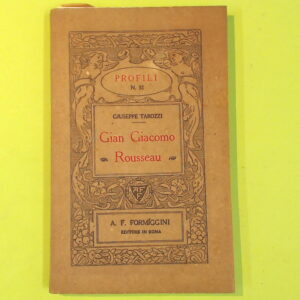 PROFILI
N. 32
GIUSEPPE TAROZZI
Gian Giacomo
Rousseau
A. F. FORMÍGGINI
EDITORE IN ROMA